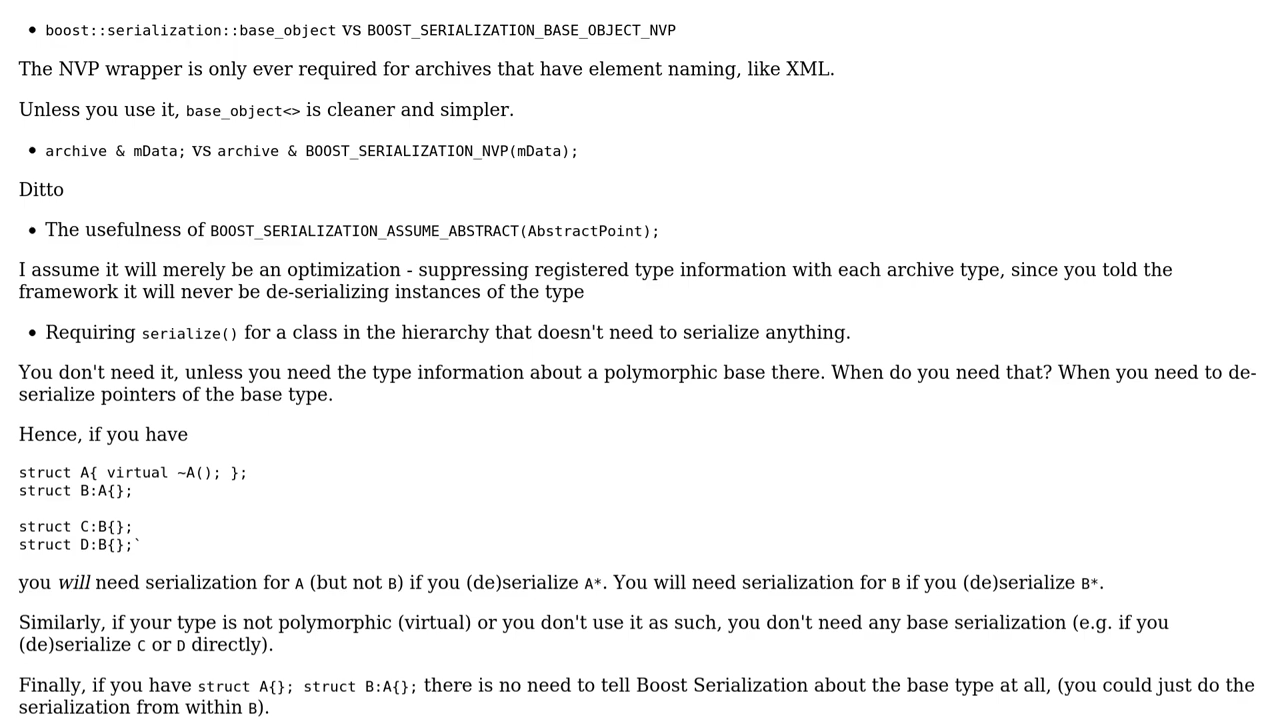 • boost::serialization::base_object vs BOOST_SERIALIZATION_BASE_OBJECT_NVP
The NVP wrapper is only ever required for archives that have element naming, like XML.
Unless you use it, base_object<> is cleaner and simpler.
• archive & mData; vs archive & BOOST_SERIALIZATION_NVP(mData);
Ditto
• The usefulness of BOOST_SERIALIZATION_ASSUME_ABSTRACT(AbstractPoint);
I assume it will merely be an optimization - suppressing registered type information with each archive type, since you told the
framework it will never be de-serializing instances of the type
• Requiring serialize() for a class in the hierarchy that doesn't need to serialize anything.
You don't need it, unless you need the type information about a polymorphic base there. When do you need that? When you need to de-
serialize pointers of the base type.
Hence, if you have
struct A{ virtual ~A(); };
struct B:A{};
struct C:B{};
struct D:B{};`
you will need serialization for A (but not B) if you (de)serialize A*. You will need serialization for B if you (de)serialize B*.
Similarly, if your type is not polymorphic (virtual) or you don't use it as such, you don't need any base serialization (e.g. if you
(de)serialize C or D directly).
Finally, if you have struct A{}; struct B:A{}; there is no need to tell Boost Serialization about the base type at all, (you could just do the
serialization from within B).